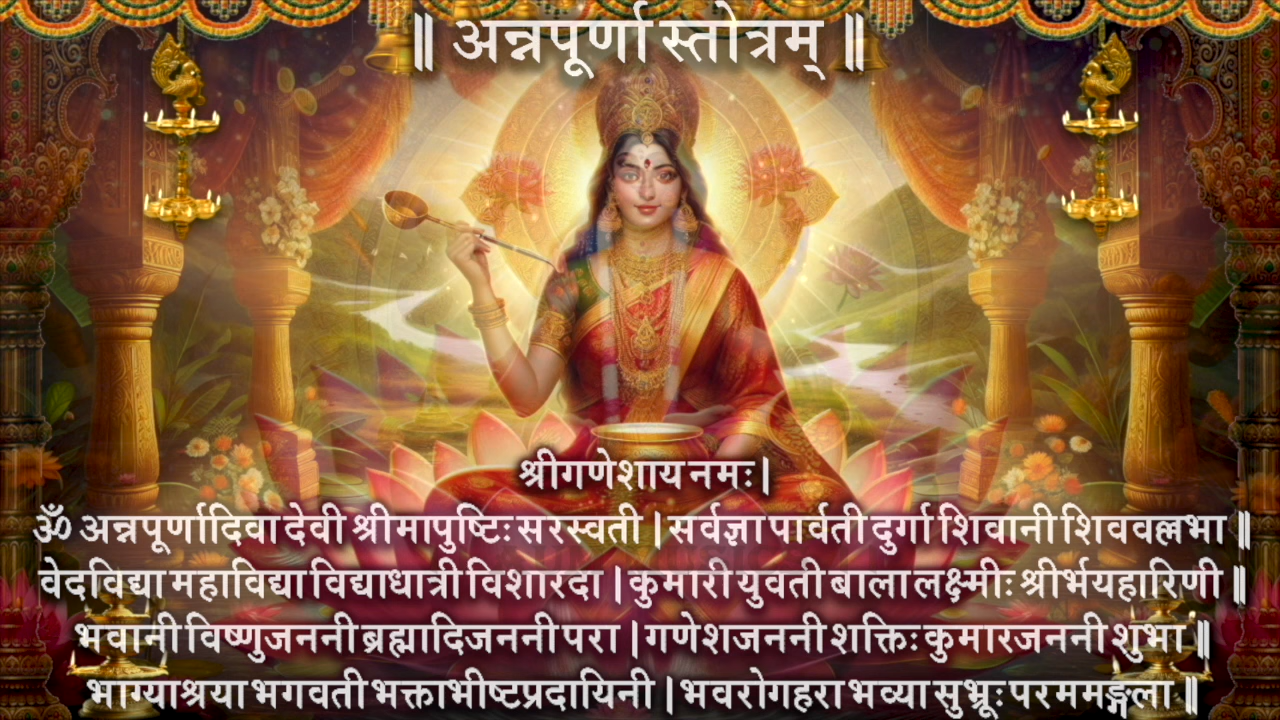 ॥ अन्नपूर्णा स्तोत्रम् ॥
श्रीगणेशाय नमः।
ॐ अन्नपूर्णादिवा देवी श्रीमापुष्टिः सरस्वती । सर्वज्ञा पार्वती दुर्गा शिवानी शिववल्लभा ॥
वेदविद्या महाविद्या विद्याधात्री विशारदा । कुमारी युवती बाला लक्ष्मीः श्रीर्भयहारिणी ॥
भवानी विष्णुजननी ब्रह्मादिजननी परा । गणेशजननी शक्तिः कुमारजननी शुभा ॥
भाग्याश्रया भगवती भक्ताभीष्टप्रदायिनी । भवरोगहरा भव्या सुभ्रूः परममङ्गला ॥